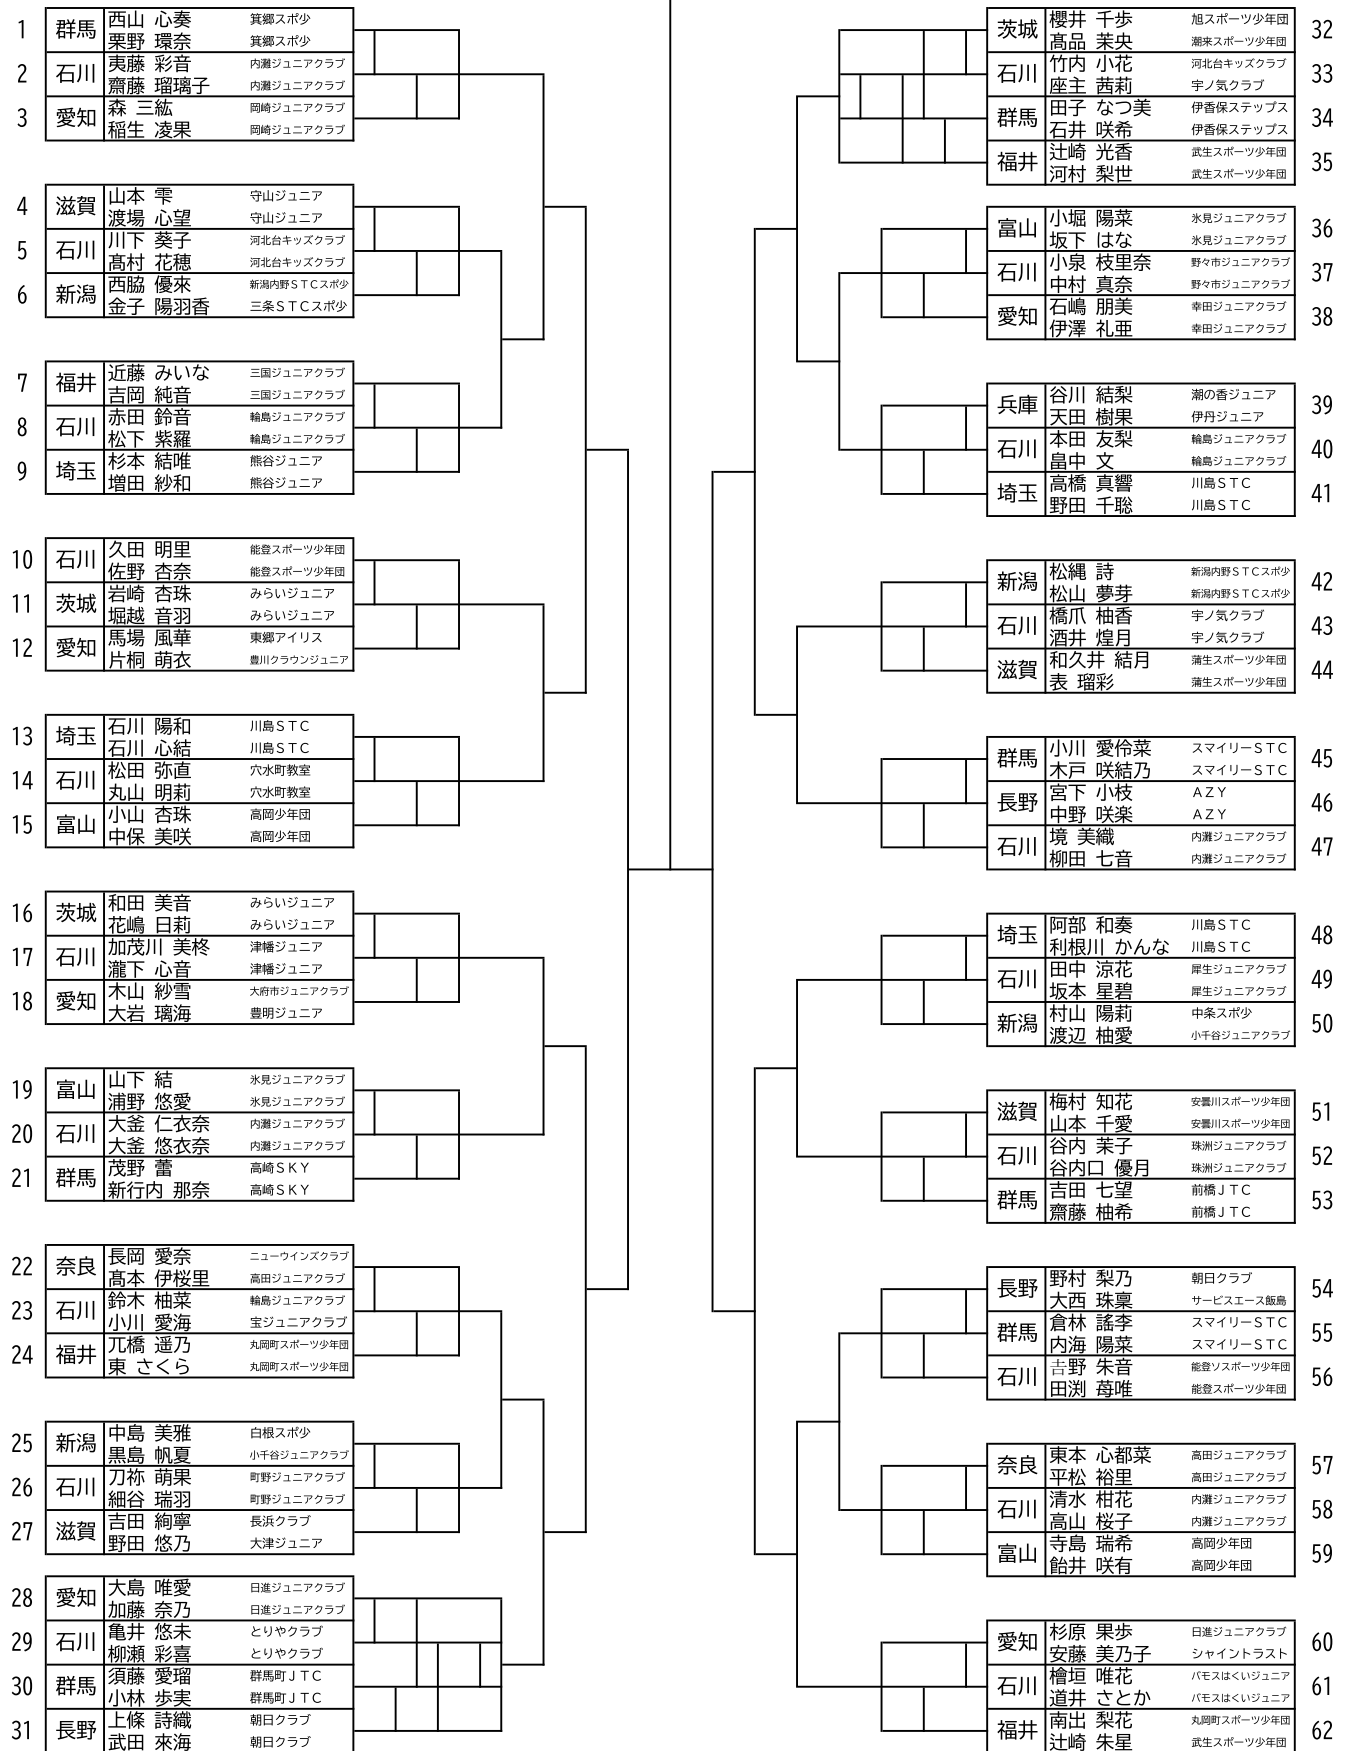 1 群馬 西山 心奏 箕郷スポ少
栗野 環奈 箕郷スポ少
2 石川 夷藤 彩音 内灘ジュニアクラブ
齋藤 瑠璃子 内灘ジュニアクラブ
3 愛知 森 三紘 岡崎ジュニアクラブ
稲生 凌果 岡崎ジュニアクラブ
4 滋賀 山本 雫 守山ジュニア
渡場 心望 守山ジュニア
5 石川 川下 葵子 河北台キッズクラブ
髙村 花穂 河北台キッズクラブ
6 新潟 西脇 優來 新潟内野STCスポ少
金子 陽羽香 三条STCスポ少
7 福井 近藤 みいな 三国ジュニアクラブ
吉岡 純音 三国ジュニアクラブ
8 石川 赤田 鈴音 輪島ジュニアクラブ
松下 紫羅 輪島ジュニアクラブ
9 埼玉 杉本 結唯 熊谷ジュニア
増田 紗和 熊谷ジュニア
10 石川 久田 明里 能登スポーツ少年団
佐野 杏奈 能登スポーツ少年団
11 茨城 岩崎 杏珠 みらいジュニア
堀越 音羽 みらいジュニア
12 愛知 馬場 風華 東郷アイリス
片桐 萌衣 豊川クラウンジュニア
13 埼玉 石川 陽和 川島STC
石川 心結 川島STC
14 石川 松田 弥直 穴水町教室
丸山 明莉 穴水町教室
15 富山 小山 杏珠 高岡少年団
中保 美咲 高岡少年団
16 茨城 和田 美音 みらいジュニア
花嶋 日莉 みらいジュニア
17 石川 加茂川 美柊 津幡ジュニア
瀧下 心音 津幡ジュニア
18 愛知 木山 紗雪 大府市ジュニアクラブ
大岩 璃海 豊明ジュニア
19 富山 山下 結 氷見ジュニアクラブ
浦野 悠愛 氷見ジュニアクラブ
20 石川 大釜 仁衣奈 内灘ジュニアクラブ
大釜 悠衣奈 内灘ジュニアクラブ
21 群馬 茂野 蕾 高崎SKY
新行内 那奈 高崎SKY
22 奈良 長岡 愛奈 ニューウインズクラブ
髙本 伊桜里 高田ジュニアクラブ
23 石川 鈴木 柚菜 輪島ジュニアクラブ
小川 愛海 宝ジュニアクラブ
24 福井 兀橋 遥乃 丸岡町スポーツ少年団
東 さくら 丸岡町スポーツ少年団
25 新潟 中島 美雅 白根スポ少
黒島 帆夏 小千谷ジュニアクラブ
26 石川 刀祢 萌果 町野ジュニアクラブ
細谷 瑞羽 町野ジュニアクラブ
27 滋賀 吉田 絢寧 長浜クラブ
野田 悠乃 大津ジュニア
28 愛知 大島 唯愛 日進ジュニアクラブ
加藤 奈乃 日進ジュニアクラブ
29 石川 亀井 悠未 とりやクラブ
柳瀬 彩喜 とりやクラブ
30 群馬 須藤 愛瑠 群馬町JTC
小林 歩実 群馬町JTC
31 長野 上條 詩織 朝日クラブ
武田 來海 朝日クラブ
茨城 櫻井 千歩 旭スポーツ少年団 32
髙品 茉央 潮来スポーツ少年団
石川 竹内 小花 河北台キッズクラブ 33
座主 茜莉 宇ノ気クラブ
群馬 田子 なつ美 伊香保ステップス 34
石井 咲希 伊香保ステップス
福井 辻崎 光香 武生スポーツ少年団 35
河村 梨世 武生スポーツ少年団
富山 小堀 陽菜 氷見ジュニアクラブ 36
坂下 はな 氷見ジュニアクラブ
石川 小泉 枝里奈 野々市ジュニアクラブ 37
中村 真奈 野々市ジュニアクラブ
愛知 石嶋 朋美 幸田ジュニアクラブ 38
伊澤 礼亜 幸田ジュニアクラブ
兵庫 谷川 結梨 潮の香ジュニア 39
天田 樹果 伊丹ジュニア
石川 本田 友梨 輪島ジュニアクラブ 40
畠中 文 輪島ジュニアクラブ
埼玉 高橋 真響 川島STC 41
野田 千聡 川島STC
新潟 松縄 詩 新潟内野STCスポ少 42
松山 夢芽 新潟内野STCスポ少
石川 橋爪 柚香 宇ノ気クラブ 43
酒井 煌月 宇ノ気クラブ
滋賀 和久井 結月 蒲生スポーツ少年団 44
表 瑠彩 蒲生スポーツ少年団
群馬 小川 愛伶菜 スマイリーSTC 45
木戸 咲結乃 スマイリーSTC
長野 宮下 小枝 AZY 46
中野 咲楽 AZY
石川 境 美織 内灘ジュニアクラブ 47
柳田 七音 内灘ジュニアクラブ
埼玉 阿部 和奏 川島STC 48
利根川 かんな 川島STC
石川 田中 涼花 犀生ジュニアクラブ 49
坂本 星碧 犀生ジュニアクラブ
新潟 村山 陽莉 中条スポ少 50
渡辺 柚愛 小千谷ジュニアクラブ
滋賀 梅村 知花 安曇川スポーツ少年団 51
山本 千愛 安曇川スポーツ少年団
石川 谷内 茉子 珠洲ジュニアクラブ 52
谷内口 優月 珠洲ジュニアクラブ
群馬 吉田 七望 前橋JTC 53
齋藤 柚希 前橋JTC
長野 野村 梨乃 朝日クラブ 54
大西 珠稟 サービスエース飯島
群馬 倉林 謠李 スマイリーSTC 55
内海 陽菜 スマイリーSTC
石川 𠮷野 朱音 能登ソスポーツ少年団 56
田渕 苺唯 能登スポーツ少年団
奈良 東本 心都菜 高田ジュニアクラブ 57
平松 裕里 高田ジュニアクラブ
石川 清水 柑花 内灘ジュニアクラブ 58
高山 桜子 内灘ジュニアクラブ
富山 寺島 瑞希 高岡少年団 59
飴井 咲有 高岡少年団
愛知 杉原 果歩 日進ジュニアクラブ 60
安藤 美乃子 シャイントラスト
石川 檜垣 唯花 バモスはくいジュニア 61
道井 さとか バモスはくいジュニア
福井 南出 梨花 丸岡町スポーツ少年団 62
辻崎 朱星 武生スポーツ少年団